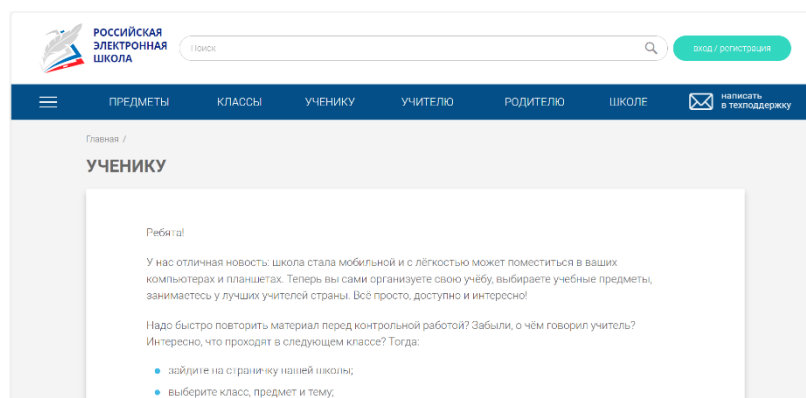 РОССИЙСКАЯ
ЭЛЕКТРОННАЯ
ШКОЛА
Поиск
вход / регистрация
ПРЕДМЕТЫ КЛАССЫ УЧЕНИКУ УЧИТЕЛЮ РОДИТЕЛЮ ШКОЛЕ
написать
в техподдержку
Главная /
УЧЕНИКУ
Ребята!
У нас отличная новость: школа стала мобильной и с лёгкостью может поместиться в ваших
компьютерах и планшетах. Теперь вы сами организуете свою учёбу, выбираете учебные предметы,
занимаетесь у лучших учителей страны. Всё просто, доступно и интересно!
Надо быстро повторить материал перед контрольной работой? Забыли, о чём говорил учитель?
Интересно, что проходят в следующем классе? Тогда:
зайдите на страничку нашей школы;
выберите класс, предмет и тему;